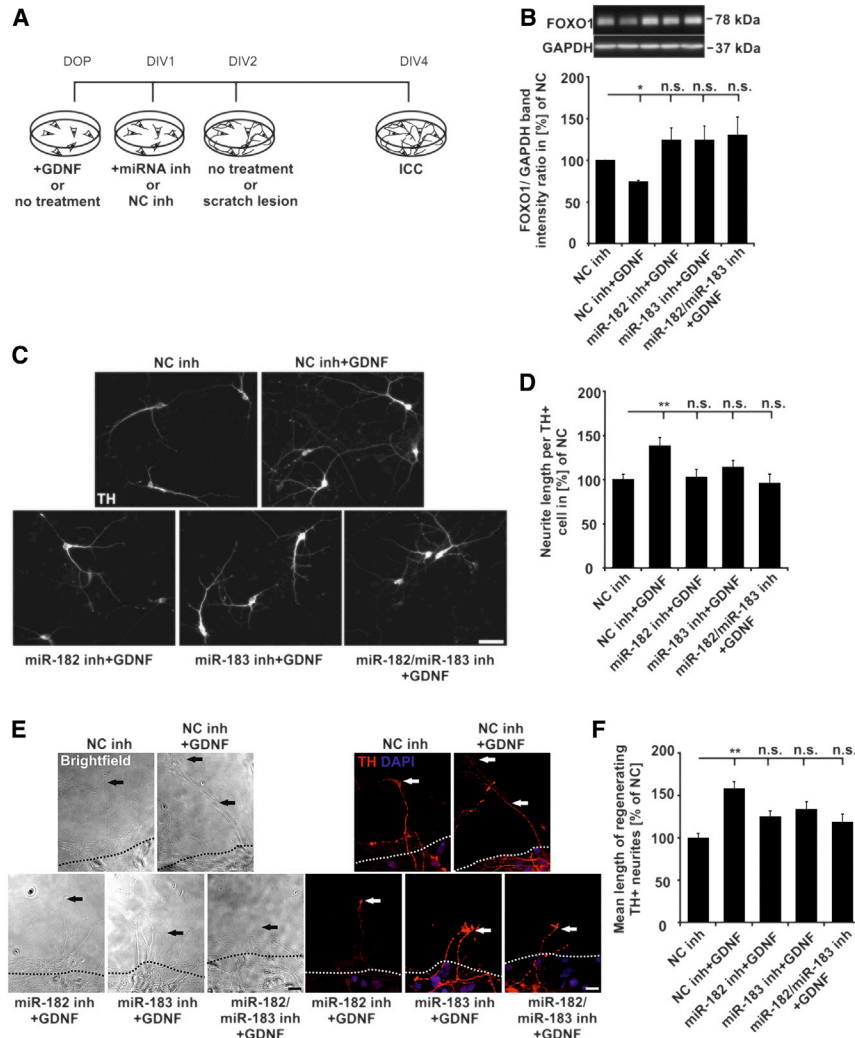 A
DOP
DIV1
DIV2
DIV4
+GDNF
or
no treatment
+miRNA inh
or
NC inh
no treatment
or
scratch lesion
ICC
B
FOXO1
-78 kDa
GAPDH
-37 kDa
FOXO1/ GAPDH band
intensity ratio in [%] of NC
200
150
100
50
0
*
n.s.
n.s.
n.s.
NC inh
NC inh+GDNF
miR-182 inh+GDNF
miR-183 inh+GDNF
miR-182/miR-183 inh
+GDNF
C
NC inh
NC inh+GDNF
TH
miR-182 inh+GDNF
miR-183 inh+GDNF
miR-182/miR-183 inh
+GDNF
D
Neurite length per TH+
cell in [%] of NC
200
150
100
50
0
**
n.s.
n.s.
n.s.
NC inh
NC inh+GDNF
miR-182 inh+GDNF
miR-183 inh+GDNF
miR-182/miR-183 inh
+GDNF
E
NC inh
NC inh
+GDNF
Brightfield
NC inh
NC inh
+GDNF
TH DAPI
miR-182 inh
+GDNF
miR-183 inh
+GDNF
miR-182/
miR-183 inh
+GDNF
miR-182 inh
+GDNF
miR-183 inh
+GDNF
miR-182/
miR-183 inh
+GDNF
F
Mean length of regenerating
TH+ neurites [% of NC]
200
150
100
50
0
**
n.s.
n.s.
n.s.
NC inh
NC inh+GDNF
miR-182 inh+GDNF
miR-183 inh+GDNF
miR-182/miR-183 inh
+GDNF